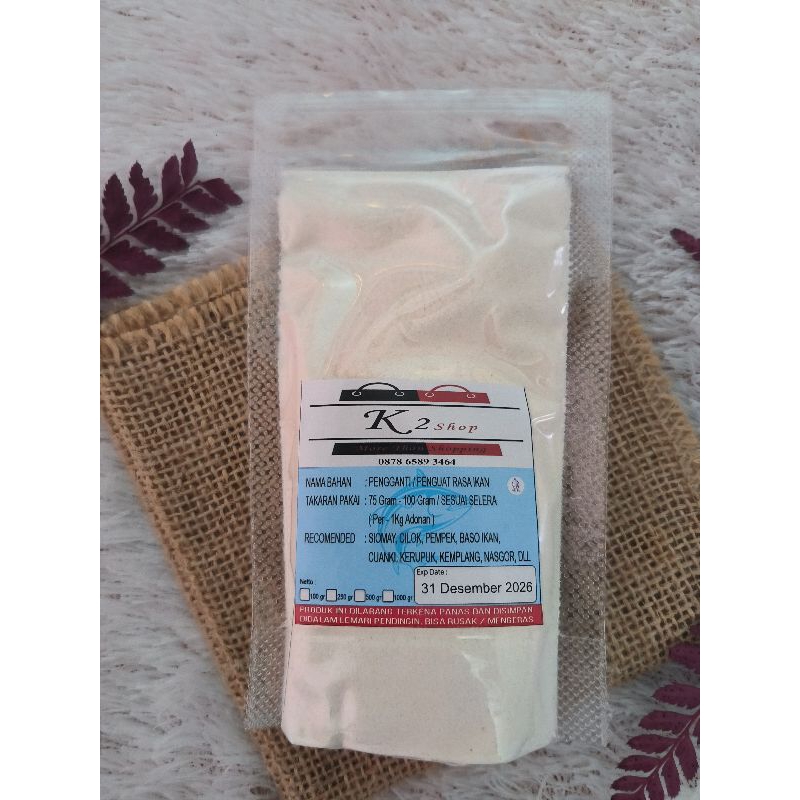 K2 Shop
More Than Shopping
0878 6589 3464
NAMA BAHAN : PENGGANTI / PENGUAT RASA IKAN
TAKARAN PAKAI : 75 Gram - 100 Gram / SESUAI SELERA
( Per - 1Kg Adonan )
RECOMENDED : SIOMAY, CILOK, PEMPEK, BASO IKAN,
CUANKI, KERUPUK, KEMPLANG, NASGOR, DLL
Netto :
100 gr 250 gr 500 gr 1000 gr
Exp Date :
31 Desember 2026
PRODUK INI DILARANG TERKENA PANAS DAN DISIMPAN
DIDALAM LEMARI PENDINGIN, BISA RUSAK / MENGERAS